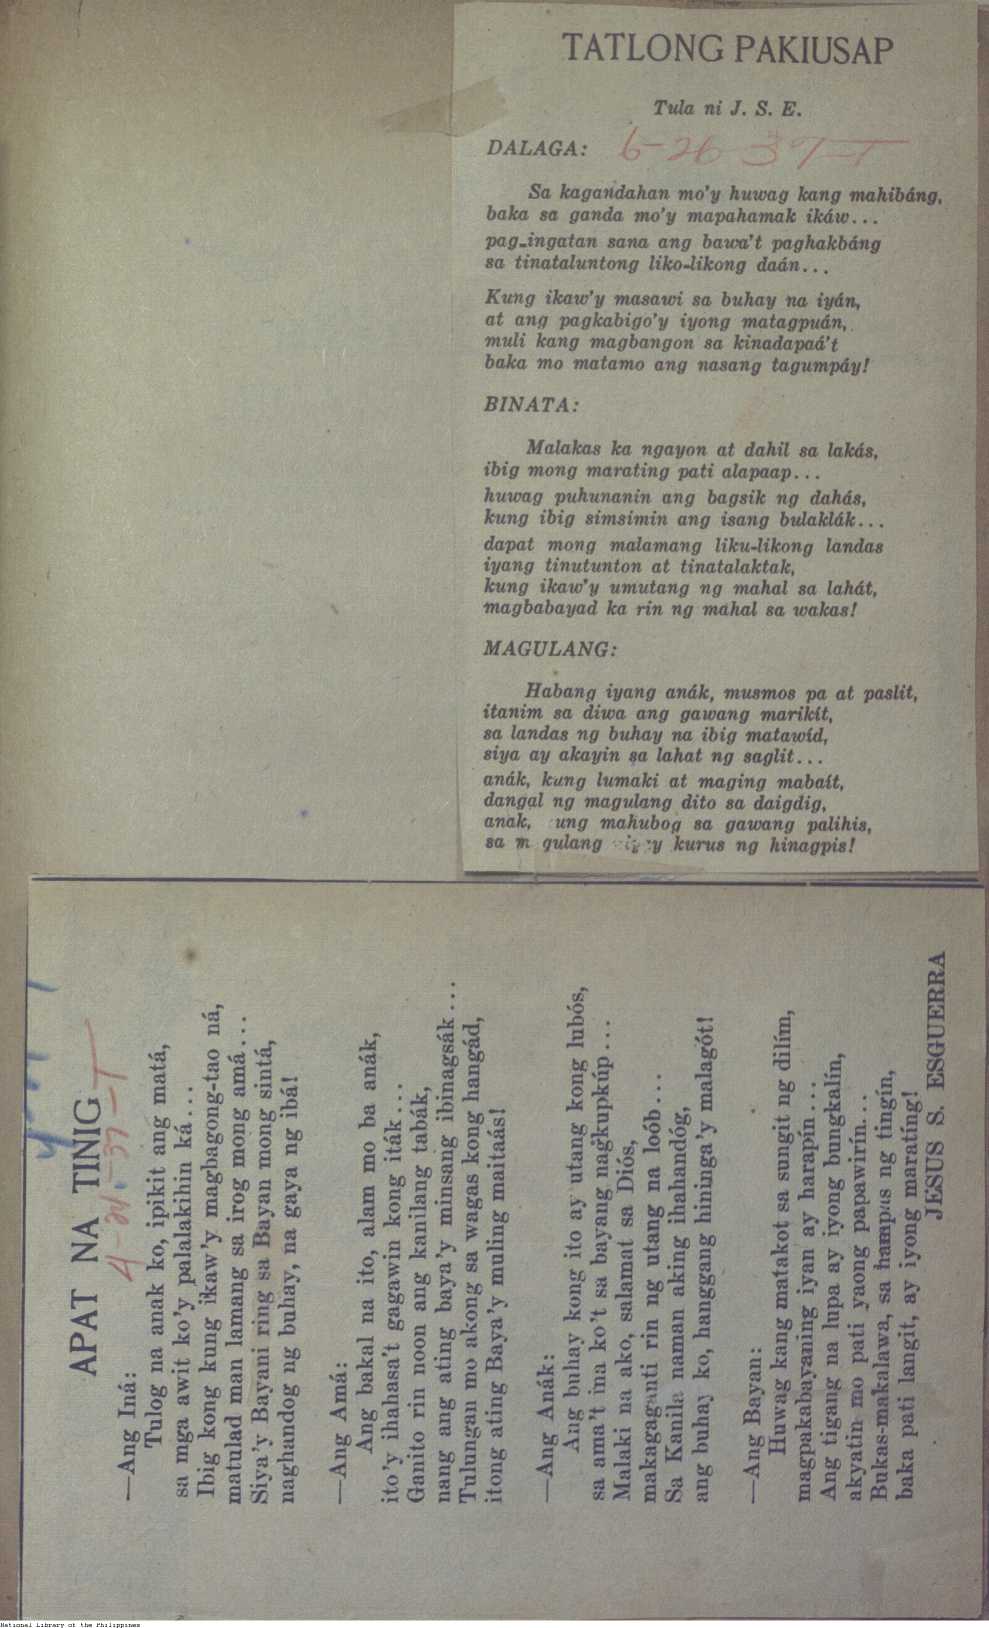 TATLONG PAKIUSAP
Tula ni J. S. E.
DALAGA:
6-26-37-T
Sa kagandahan mo'y huwag kang mahibáng,
baka sa ganda mo'y mapahamak ikáw...
pag-ingatan sana ang bawa't paghakbáng
sa tinataluntong liko-likong daán...
Kung ikaw'y masawi sa buhay na iyán,
at ang pagkabigo'y iyong matagpuán,
muli kang magbangon sa kinadapaá't
baka mo matamo ang nasang tagumpáy!
BINATA:
Malakas ka ngayon at dahil sa lakás,
ibig mong marating pati alapaap...
huwag puhunanin ang bagsik ng dahás,
kung ibig simsimin ang isang bulaklák...
dapat mong malamang liku-likong landas
iyang tinutunton at tinatalaktak,
kung ikaw'y umutang ng mahal sa lahát,
magbabayad ka rin ng mahal sa wakas!
MAGULANG:
Habang iyang anák, musmos pa at paslit,
itanim sa diwa ang gawang marikít,
sa landas ng buhay na ibig matawíd,
siya ay akayin sa lahat ng saglit...
anák, kung lumaki at maging mabaít,
dangal ng magulang dito sa daigdig,
anak, ung mahubog sa gawang palihis,
sa m gulang kurus ng hinagpis!
APAT NA TINIG
4-24-37-T
—Ang Iná:
Tulog na anak ko, ipikit ang matá,
sa mga awit ko'y palalakihin ká....
Ibig kong kung ikaw'y magbagong-tao ná,
matulad man lamang sa irog mong amá...
Siya'y Bayani ring sa Bayan mong sintá,
naghandog ng buhay, na gaya ng ibá!
—Ang Amá:
Ang bakal na ito, alam mo ba anák,
ito'y ilahasa't gagawin kong iták...
Ganito rin noon ang kanilang tabák,
nang ang ating baya'y minsang ibinagsák...
Tulungan mo akong sa wagas kong hangád,
itong ating Baya'y muling maitaás!
—Ang Anák:
Ang buhay kong ito ay utang kong lubós,
sa ama't ina ko't sa bayang nagkupkúp...
Malaki na ako, salamat sa Diós,
makagaganti rin ng utang na loób...
Sa Kanila naman aking ihahandóg,
ang buhay ko, hanggang hininga'y malagót!
—Ang Bayan:
Huwag kang matakot sa sungit ng dilím,
magpakabayaning iyan ay harapin....
Ang tigang na lupa ay iyong bungkalín,
akyatin mo pati yaong papawirín...
Bukas-makalawa, sa hampas ng tingín,
baka pati langit, ay iyong maratíng!
JESUS S. ESGUERRA
National Library of the Philippines